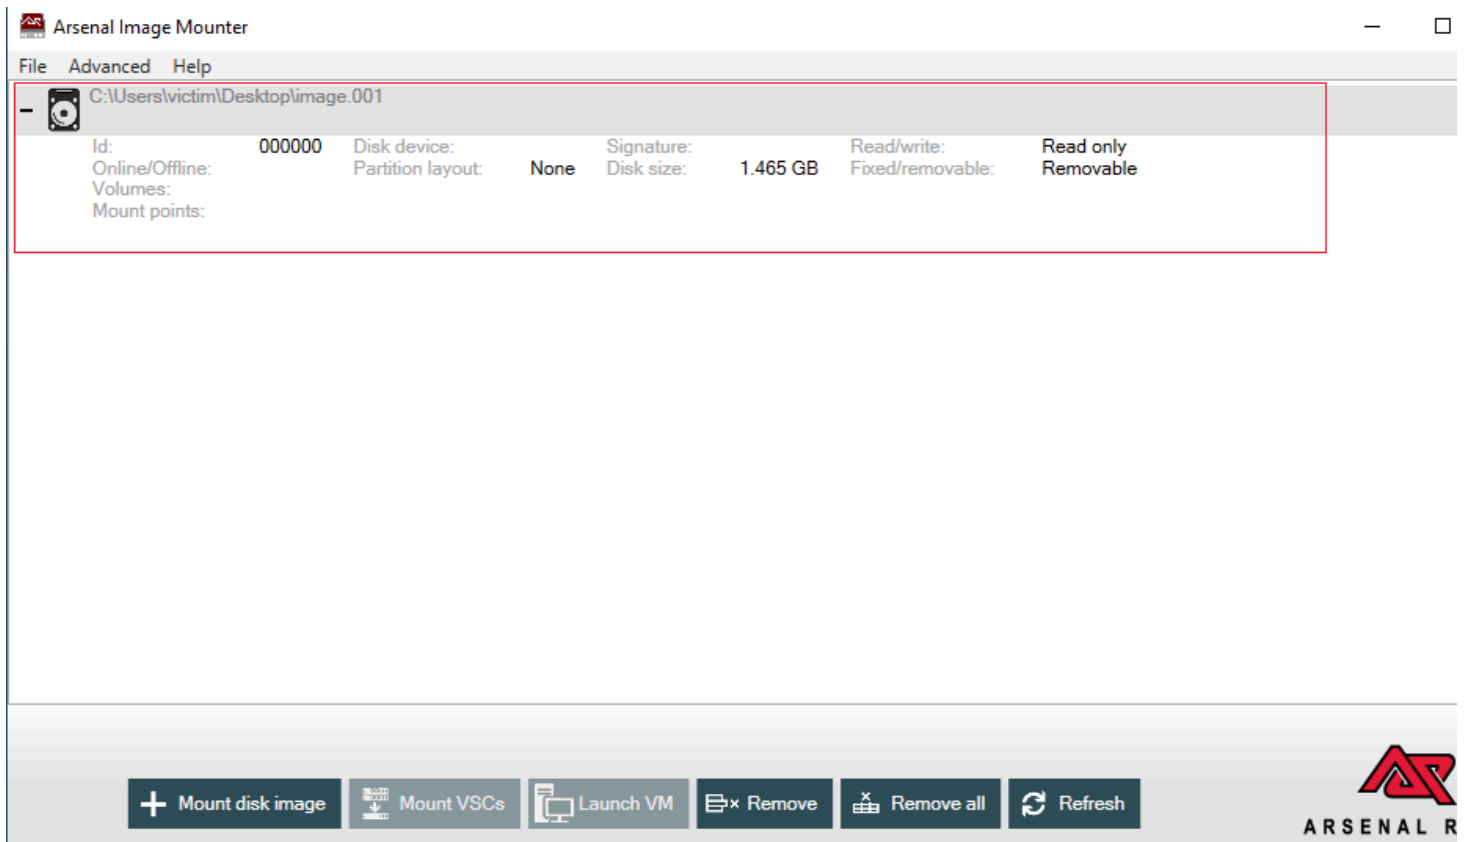 Arsenal Image Mounter
File Advanced Help
C:\Users\victim\Desktop\image.001
Id: 000000 Disk device: Signature: Read/write: Read only
Online/Offline: Partition layout: None Disk size: 1.465 GB Fixed/removable: Removable
Volumes:
Mount points:
Mount disk image Mount VSCs Launch VM Remove Remove all Refresh
ARSENAL R